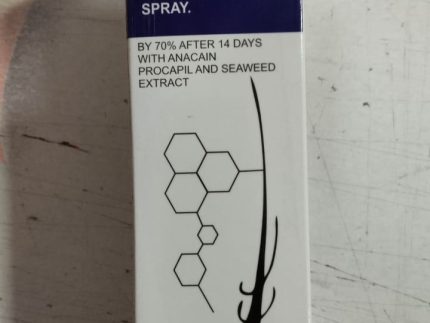 SPRAY.
BY 70% AFTER 14 DAYS
WITH ANACAIN
PROCAPIL AND SEAWEED
EXTRACT